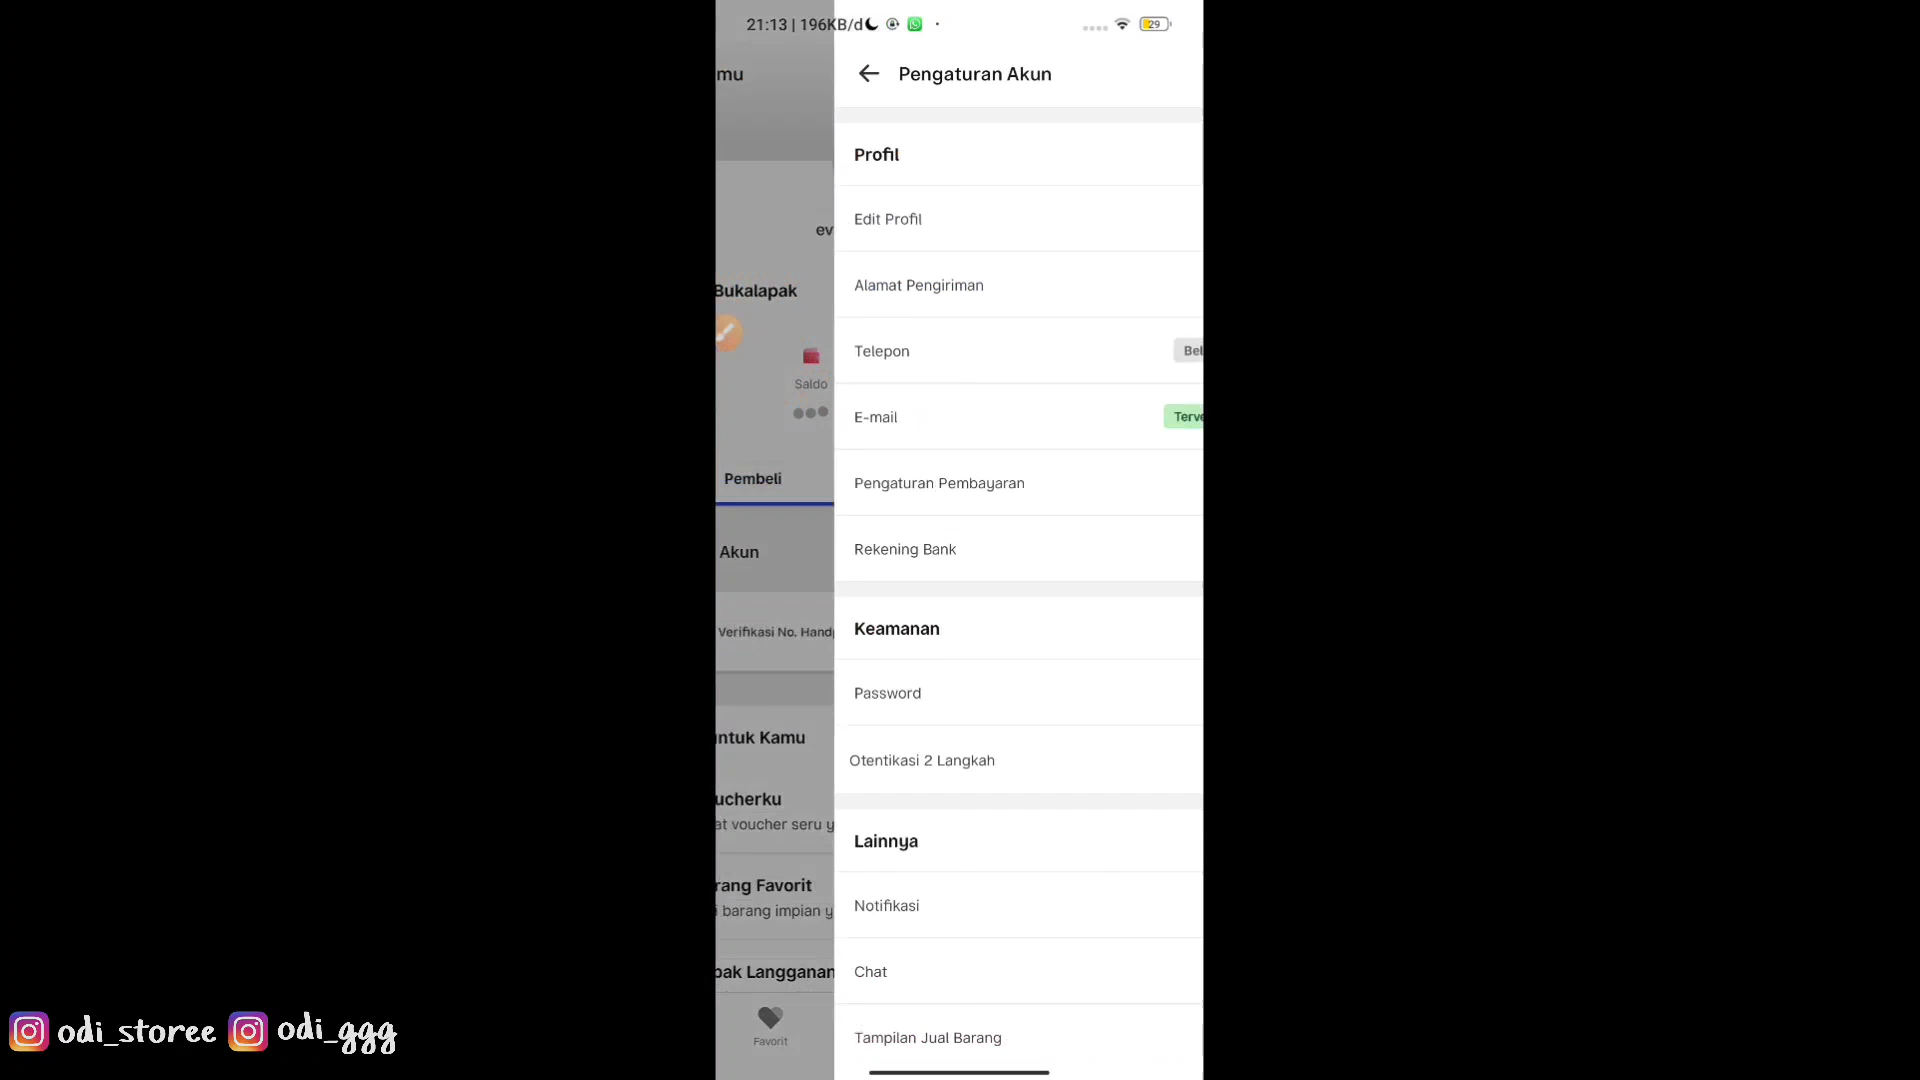 21:13 | 196KB/d
29
mu
Pengaturan Akun
Profil
Edit Profil
ev
Bukalapak
Alamat Pengiriman
Telepon
Bel
Saldo
E-mail
Terve
Pembeli
Pengaturan Pembayaran
Akun
Rekening Bank
Verifikasi No. Hand
Keamanan
Password
ntuk Kamu
Otentikasi 2 Langkah
ucherku
at voucher seru y
Lainnya
rang Favorit
i barang impian y
Notifikasi
pak Langganan
Chat
Favorit
Tampilan Jual Barang
odi_storee
odi_ggg